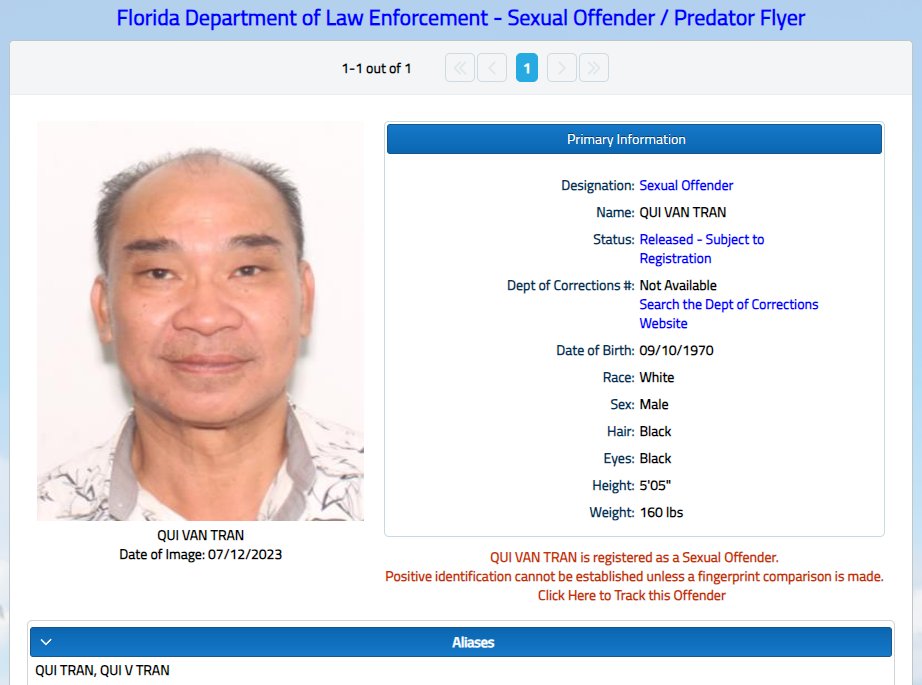 Florida Department of Law Enforcement - Sexual Offender / Predator Flyer
1-1 out of 1
1
Primary Information
Designation: Sexual Offender
Name: QUI VAN TRAN
Status: Released - Subject to
Registration
Dept of Corrections #: Not Available
Search the Dept of Corrections
Website
Date of Birth: 09/10/1970
Race: White
Sex: Male
Hair: Black
Eyes: Black
Height: 5'05"
Weight: 160 lbs
QUI VAN TRAN
Date of Image: 07/12/2023
QUI VAN TRAN is registered as a Sexual Offender.
Positive identification cannot be established unless a fingerprint comparison is made.
Click Here to Track this Offender
Aliases
QUI TRAN, QUI V TRAN